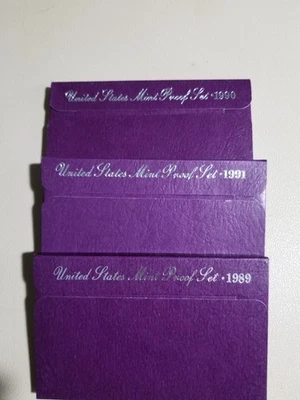 United States Mint Proof Set · 1990
United States Mint Proof Set · 1991
United States Mint Proof Set · 1989